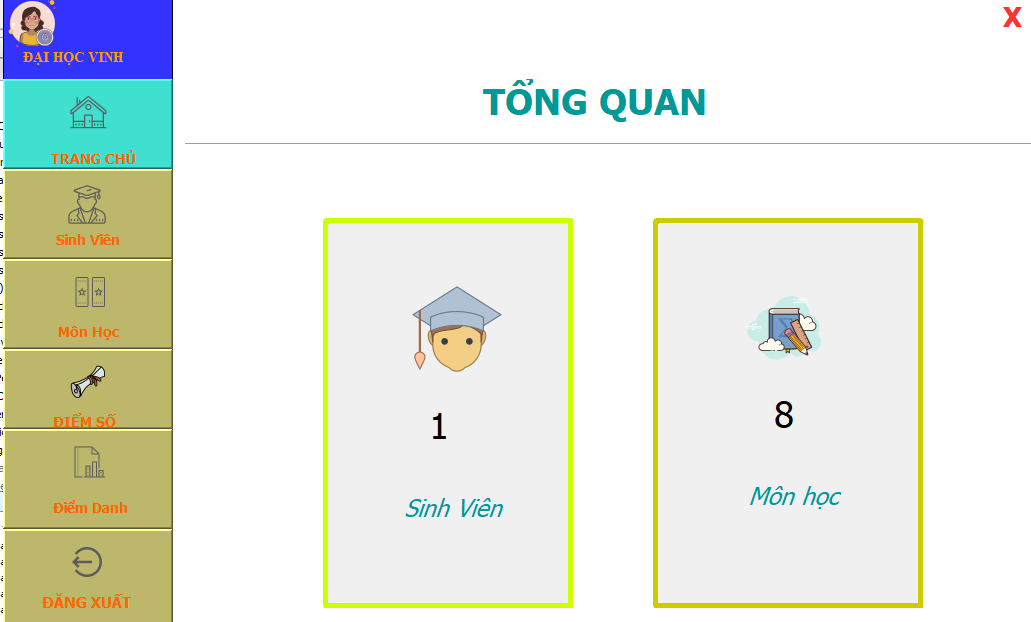 ĐẠI HỌC VINH
TRANG CHỦ
Sinh Viên
Môn Học
ĐIỂM SỐ
Điểm Danh
ĐĂNG XUẤT
X
TỔNG QUAN
1
Sinh Viên
8
Môn học